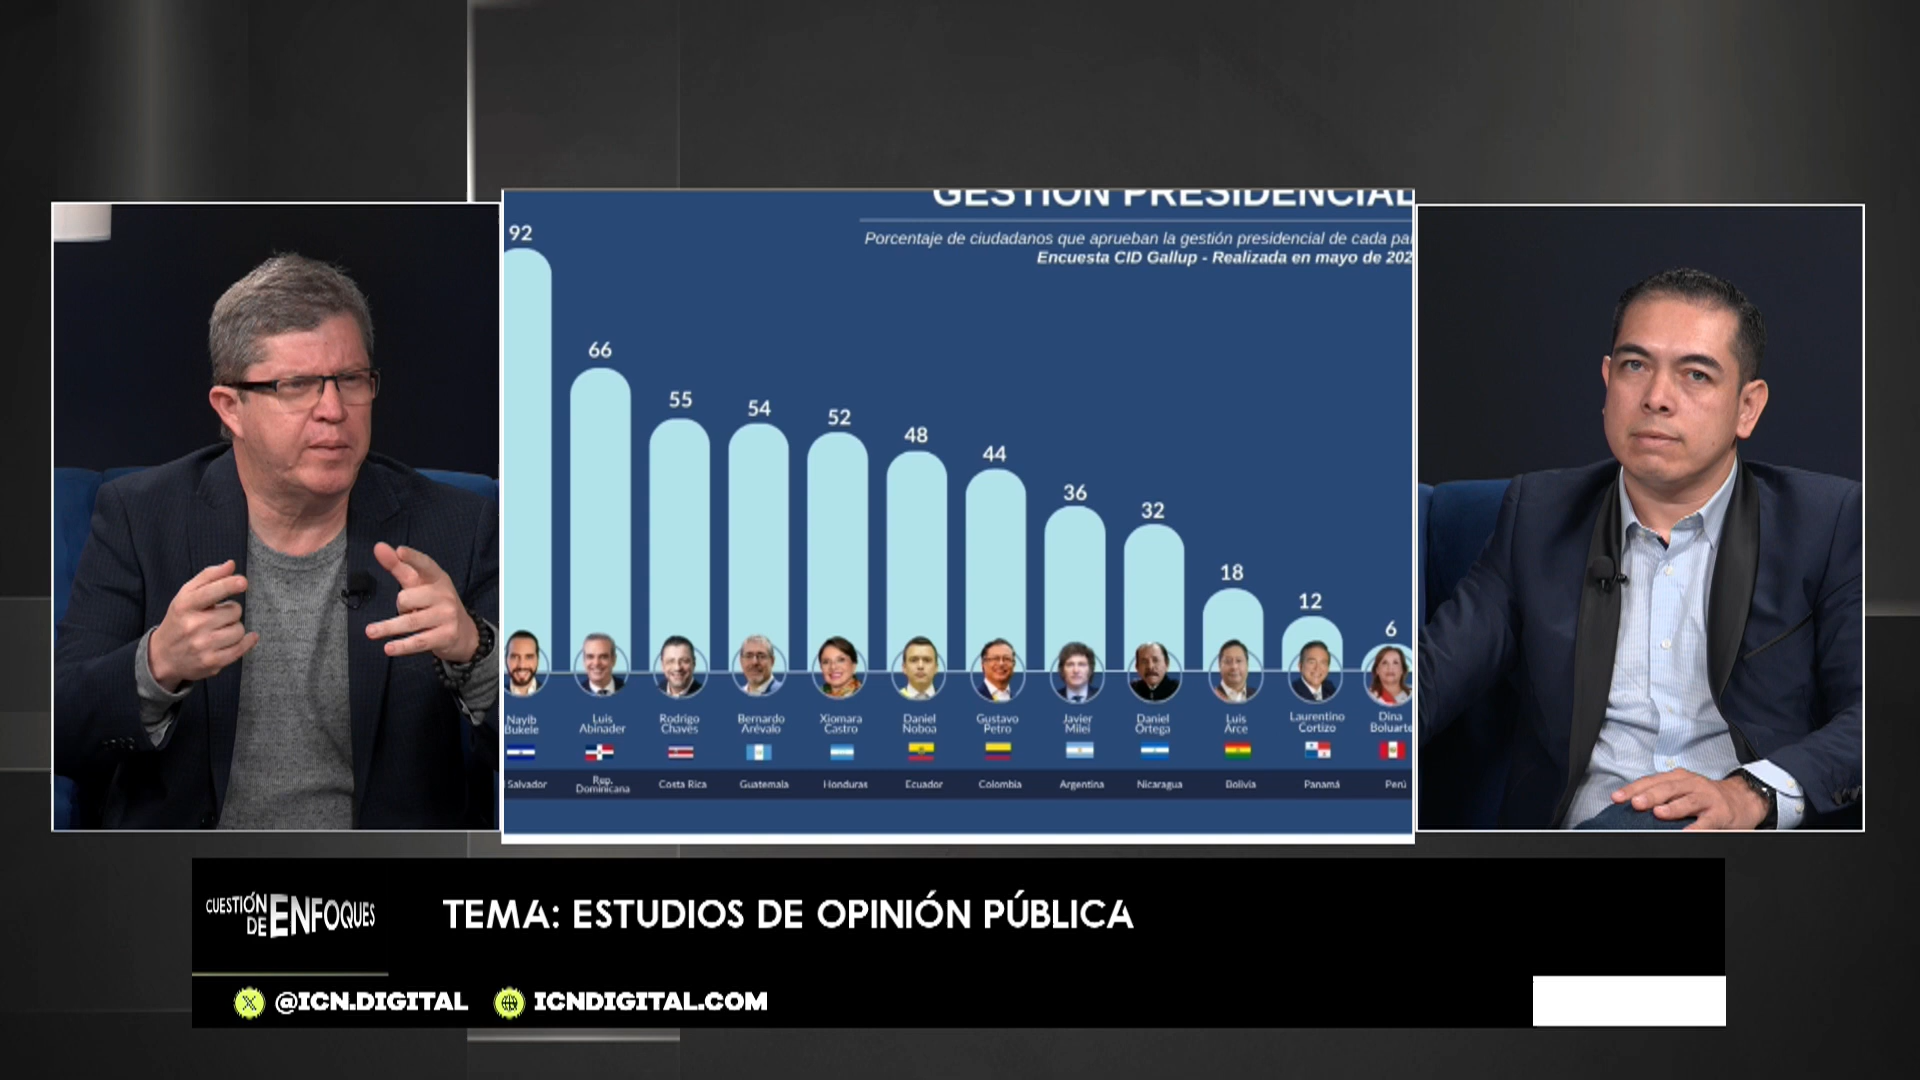 GESTIÓN PRESIDENCIAL
Porcentaje de ciudadanos que aprueban la gestión presidencial de cada paí
Encuesta CID Gallup - Realizada en mayo de 202
92
66
55
54
52
48
44
36
32
18
12
6
Nayib
Bukele
Luis
Abinader
Rodrigo
Chaves
Bernardo
Arévalo
Xiomara
Castro
Daniel
Noboa
Gustavo
Petro
Javier
Milei
Daniel
Ortega
Luis
Arce
Laurentino
Cortizo
Dina
Boluarte
l Salvador
Rep.
Dominicana
Costa Rica
Guatemala
Honduras
Ecuador
Colombia
Argentina
Nicaragua
Bolivia
Panamá
Perú
CUESTIÓN
DE ENFOQUES
TEMA: ESTUDIOS DE OPINIÓN PÚBLICA
@ICN.DIGITAL
ICNDIGITAL.COM